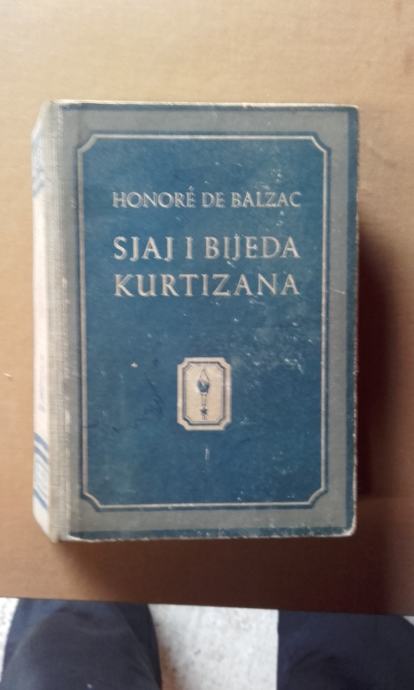 HONORÉ DE BALZAC
SJAJ I BIJEDA
KURTIZANA